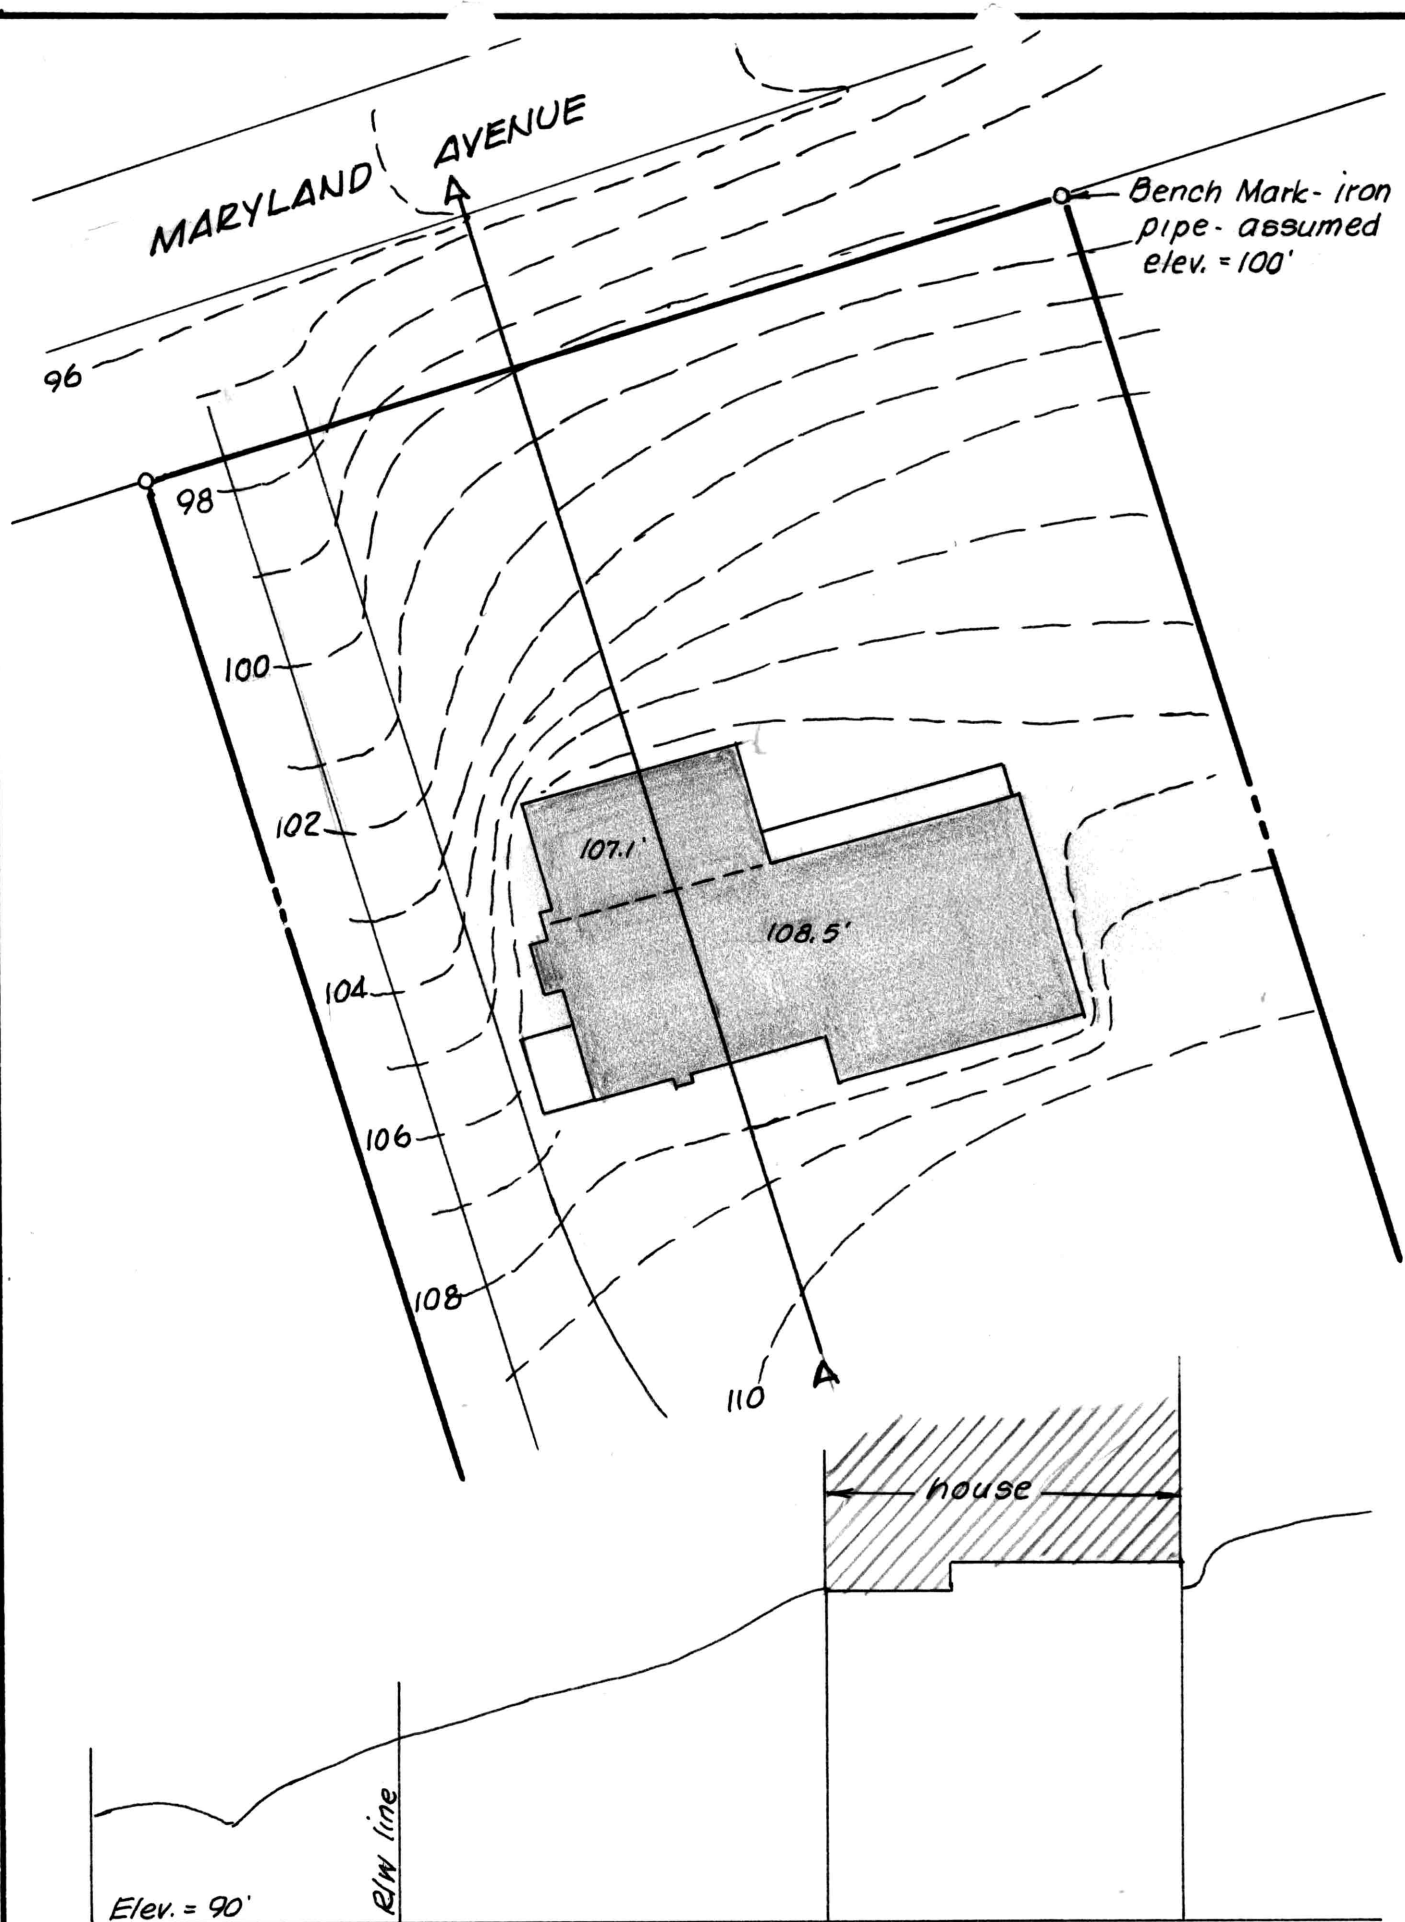 MARYLAND AVENUE
A
Bench Mark - iron
pipe - assumed
elev. = 100'
96
98
100
102
107.1'
108.5'
104
106
108
110
A
house
R/W line
Elev. = 90'